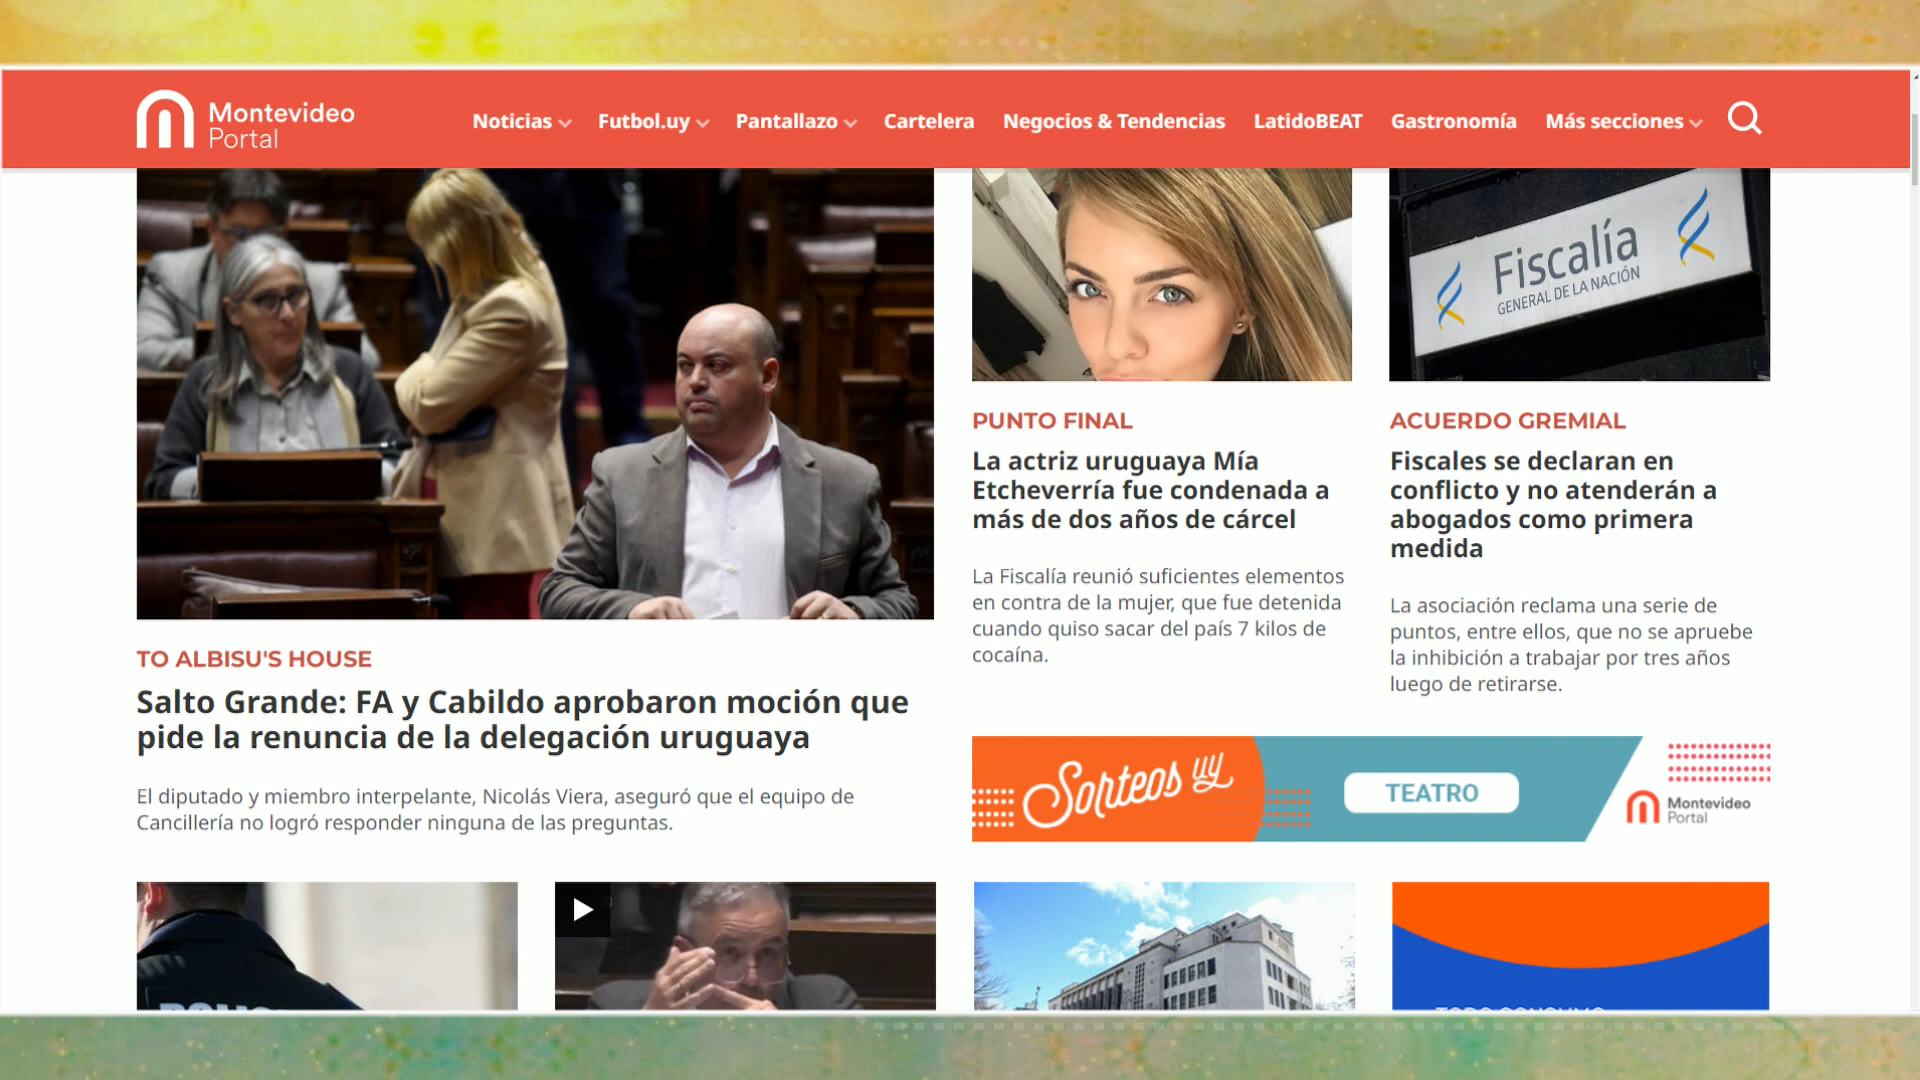 Montevideo
Portal
Noticias
Futbol.uy
Pantallazo
Cartelera
Negocios & Tendencias
LatidoBEAT
Gastronomía
Más secciones
Fiscalía
GENERAL DE LA NACIÓN
TO ALBISU'S HOUSE
Salto Grande: FA y Cabildo aprobaron moción que
pide la renuncia de la delegación uruguaya
El diputado y miembro interpelante, Nicolás Viera, aseguró que el equipo de
Cancillería no logró responder ninguna de las preguntas.
PUNTO FINAL
La actriz uruguaya Mía
Etcheverría fue condenada a
más de dos años de cárcel
La Fiscalía reunió suficientes elementos
en contra de la mujer, que fue detenida
cuando quiso sacar del país 7 kilos de
cocaína.
ACUERDO GREMIAL
Fiscales se declaran en
conflicto y no atenderán a
abogados como primera
medida
La asociación reclama una serie de
puntos, entre ellos, que no se apruebe
la inhibición a trabajar por tres años
luego de retirarse.
Sorteos uy
TEATRO
Montevideo
Portal